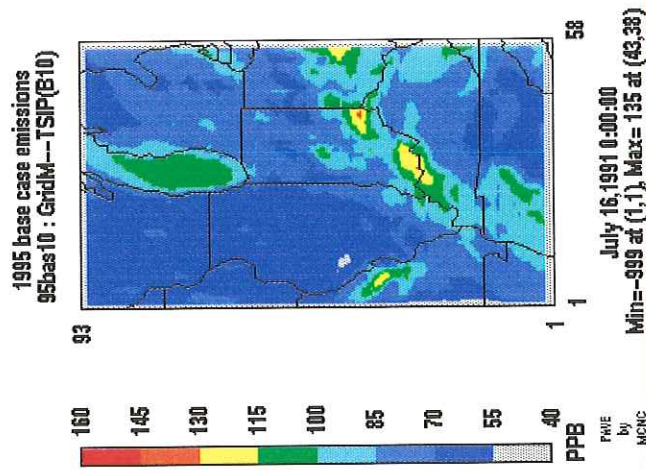 1995 base case emissions
95bas10 : GridM---TSIP(B10)
160
145
130
115
100
85
70
55
40
PPB
PAVE
by
MCNC
93
1
1
58
July 16,1991 0:00:00
Min=-999 at (1,1), Max= 135 at (43,38)